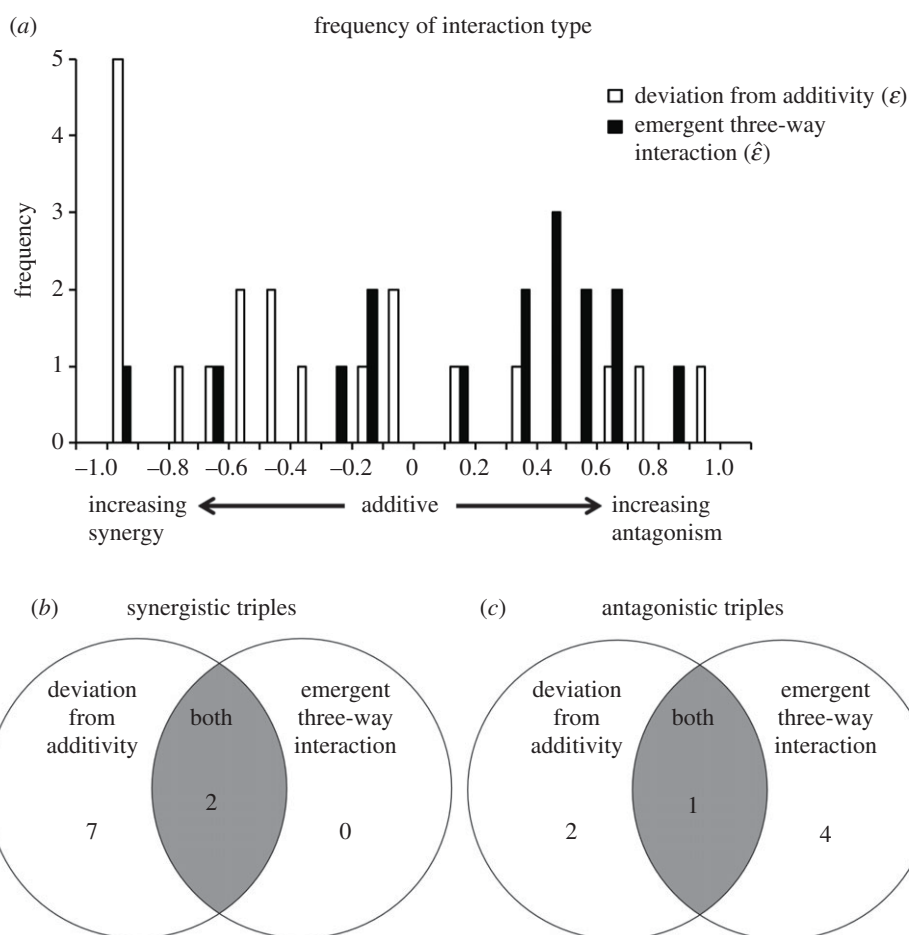 (a)
frequency of interaction type
deviation from additivity (ε)
emergent three-way
interaction (ε̂)
frequency
5
4
3
2
1
0
–1.0 –0.8 –0.6 –0.4 –0.2 0 0.2 0.4 0.6 0.8 1.0
increasing
synergy
additive
increasing
antagonism
(b) synergistic triples
deviation
from
additivity
both
emergent
three-way
interaction
7
2
0
(c) antagonistic triples
deviation
from
additivity
both
emergent
three-way
interaction
2
1
4